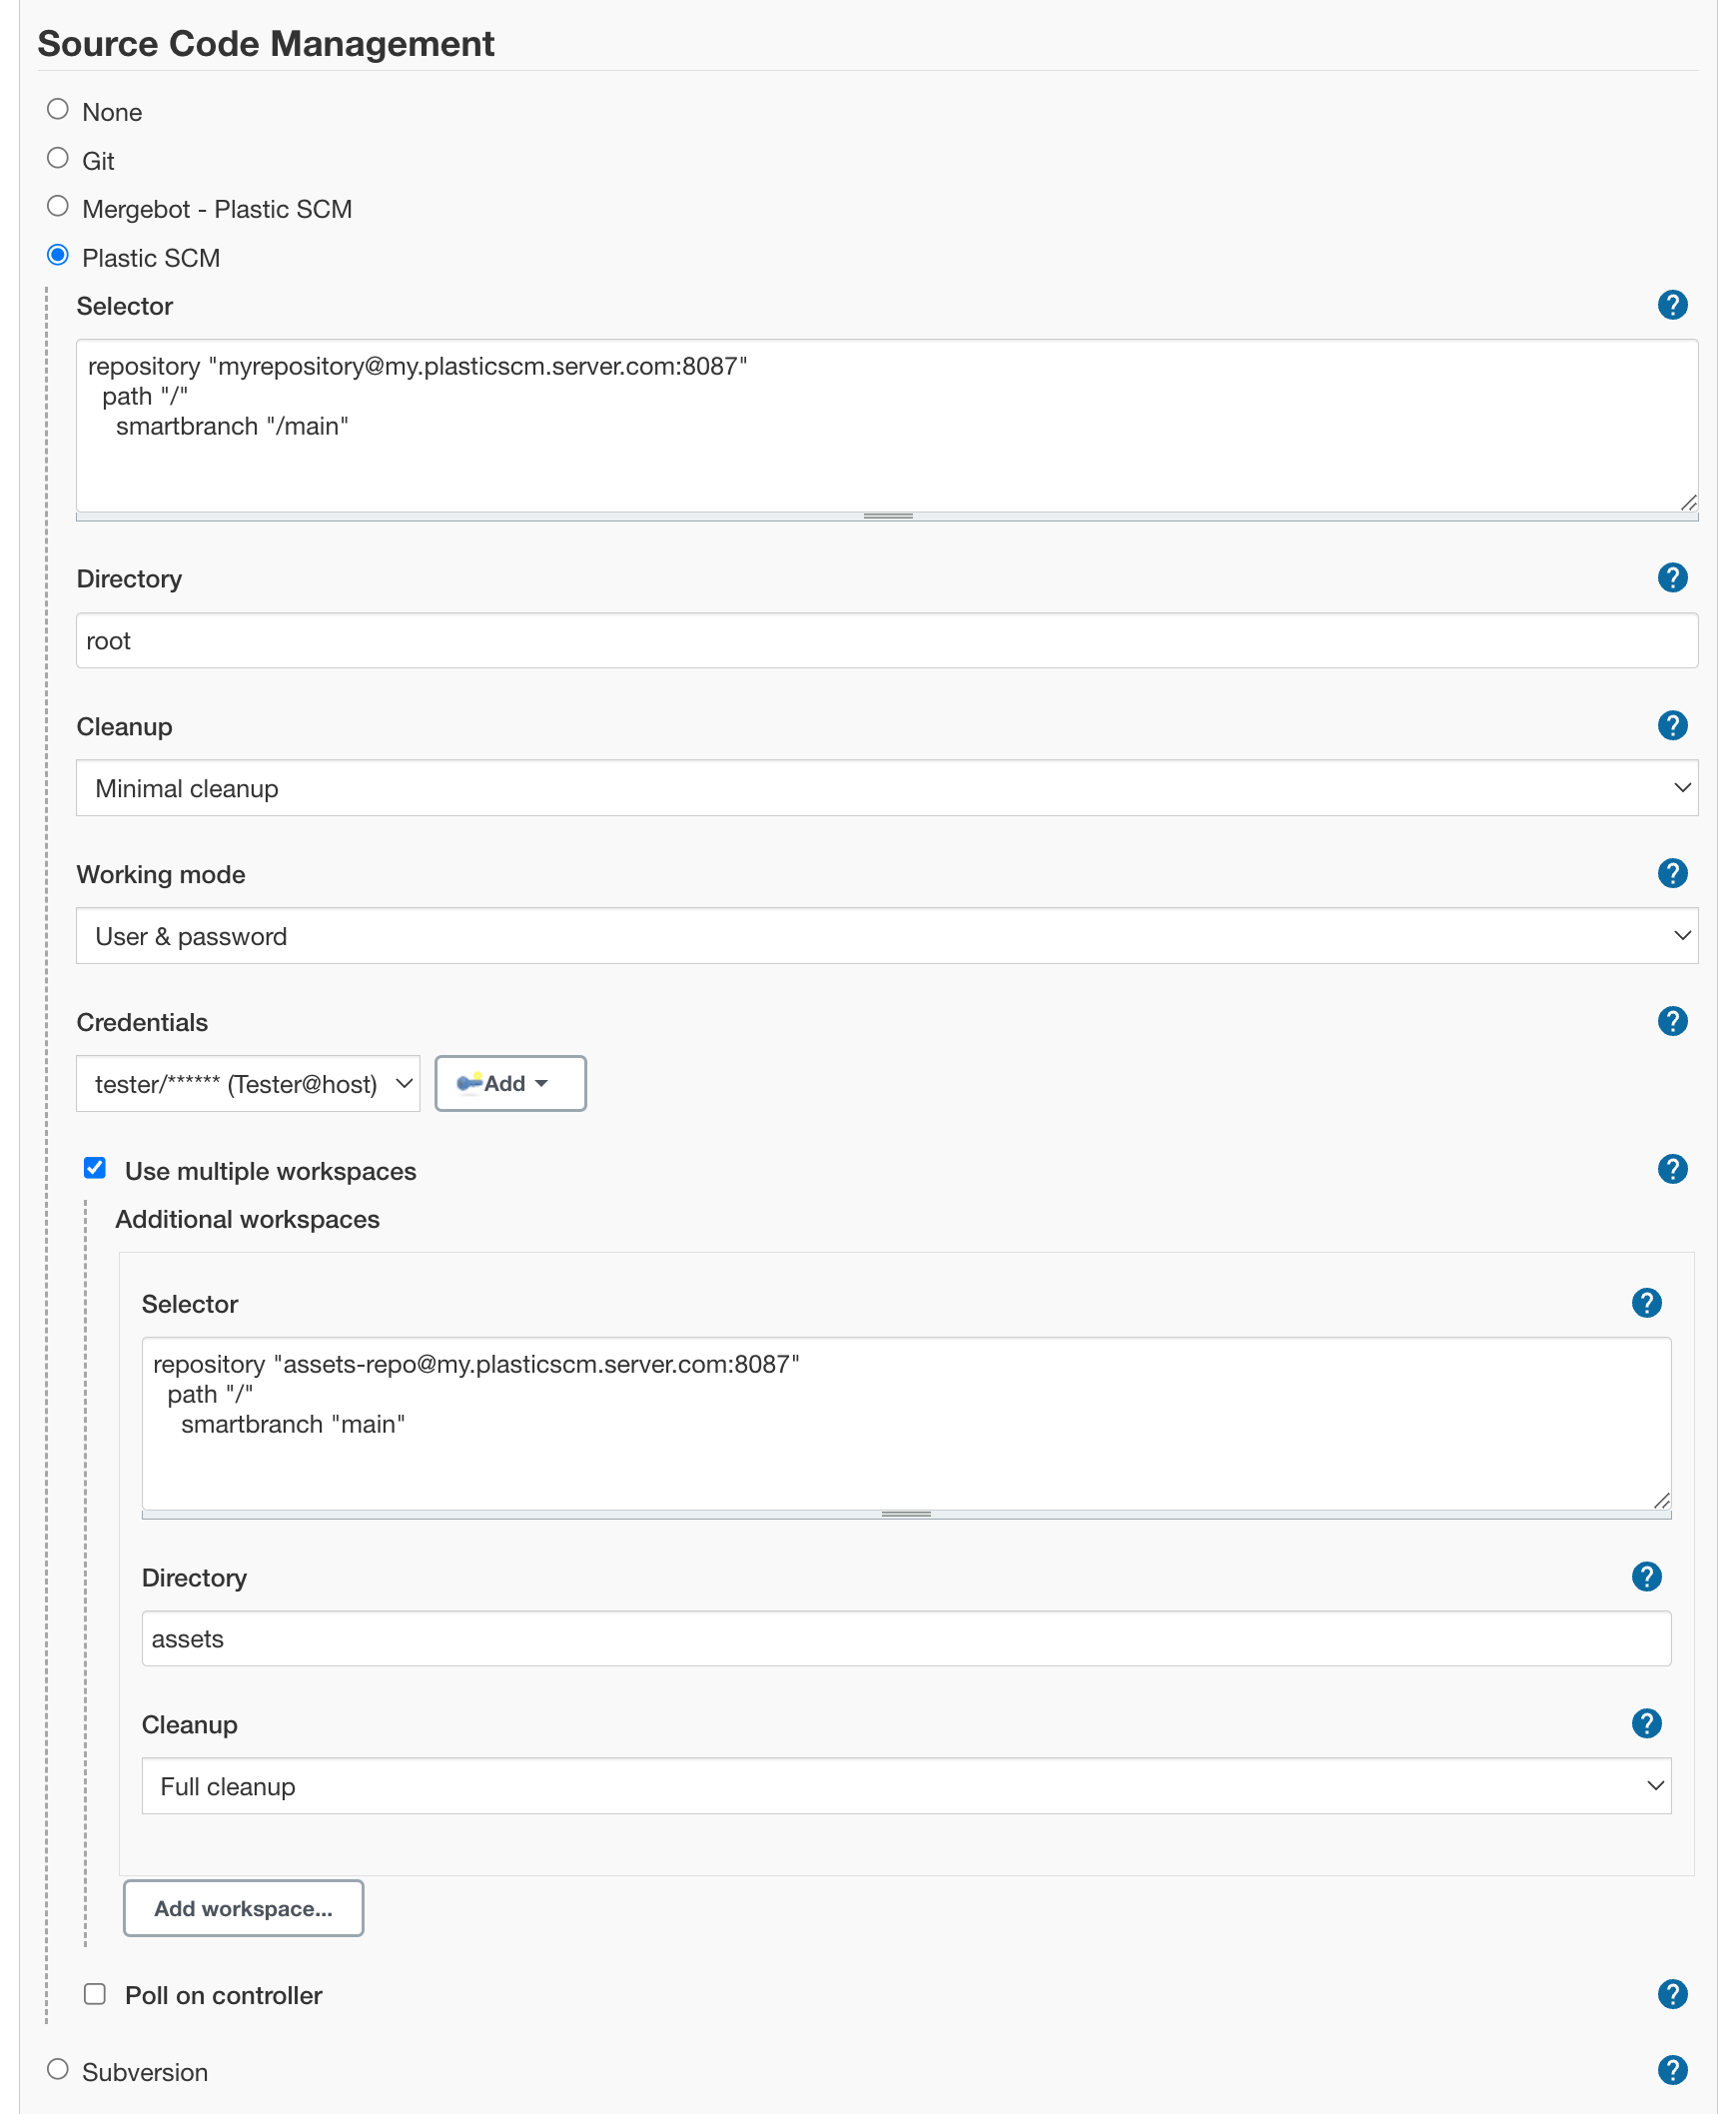 Source Code Management
None
Git
Mergebot - Plastic SCM
Plastic SCM
Selector
repository "myrepository@my.plasticscm.server.com:8087"
path "/"
smartbranch "/main"
Directory
root
Cleanup
Minimal cleanup
Working mode
User & password
Credentials
tester/****** (Tester@host)
Add
Use multiple workspaces
Additional workspaces
Selector
repository "assets-repo@my.plasticscm.server.com:8087"
path "/"
smartbranch "main"
Directory
assets
Cleanup
Full cleanup
Add workspace...
Poll on controller
Subversion